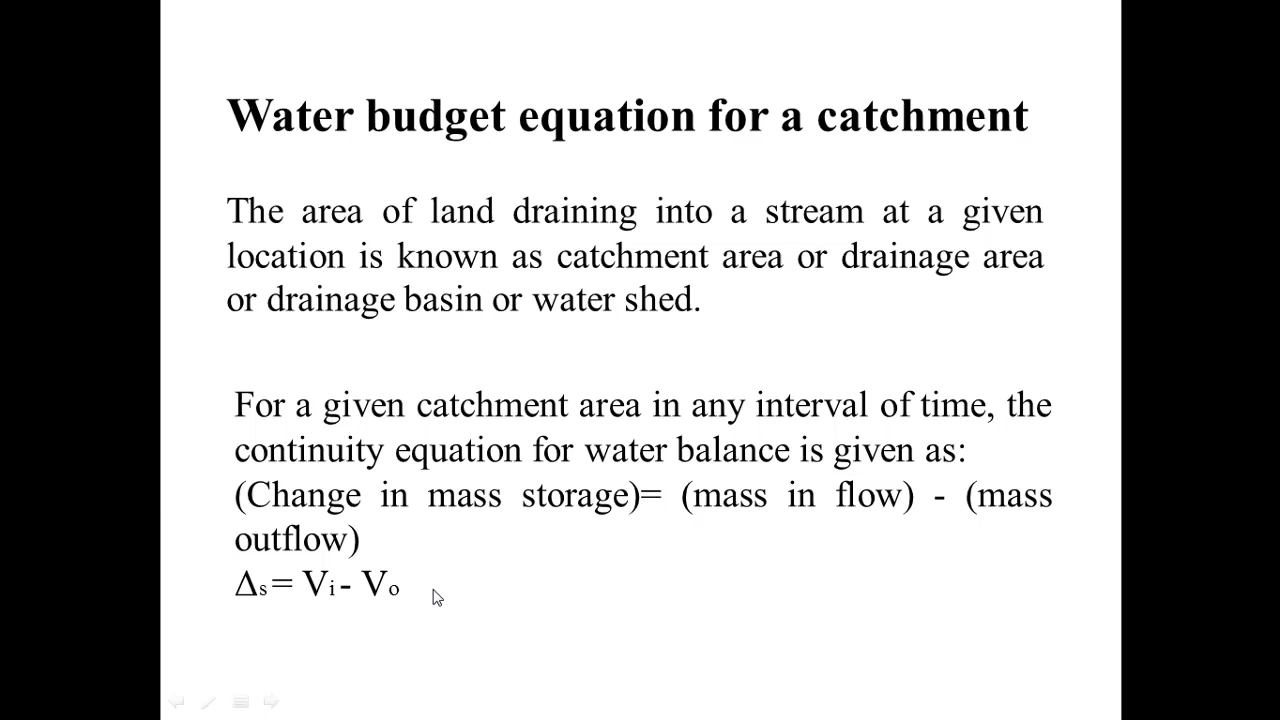 Water budget equation for a catchment
The area of land draining into a stream at a given
location is known as catchment area or drainage area
or drainage basin or water shed.
For a given catchment area in any interval of time, the
continuity equation for water balance is given as:
(Change in mass storage)= (mass in flow) - (mass
outflow)
Δs= Vi - Vo